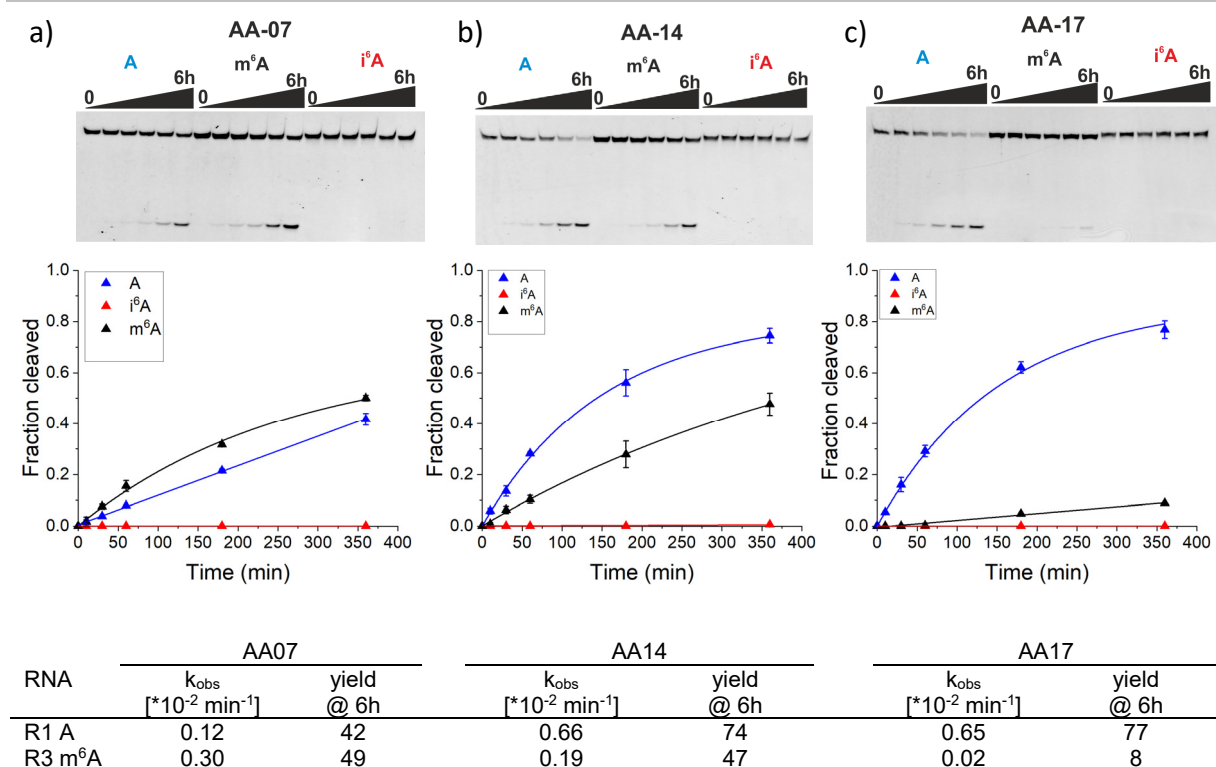 a) AA-07
A m⁶A i⁶A
0 6h 0 6h 0 6h
b) AA-14
A m⁶A i⁶A
0 6h 0 6h 0 6h
c) AA-17
A m⁶A i⁶A
0 6h 0 6h 0 6h
Fraction cleaved
1.0
0.8
0.6
0.4
0.2
0.0
A
i⁶A
m⁶A
0 50 100 150 200 250 300 350 400
Time (min)
Fraction cleaved
1.0
0.8
0.6
0.4
0.2
0.0
A
i⁶A
m⁶A
0 50 100 150 200 250 300 350 400
Time (min)
Fraction cleaved
1.0
0.8
0.6
0.4
0.2
0.0
A
i⁶A
m⁶A
0 50 100 150 200 250 300 350 400
Time (min)
AA07 AA14 AA17
RNA kobs yield kobs yield kobs yield
[*10⁻² min⁻¹] @ 6h [*10⁻² min⁻¹] @ 6h [*10⁻² min⁻¹] @ 6h
R1 A 0.12 42 0.66 74 0.65 77
R3 m⁶A 0.30 49 0.19 47 0.02 8